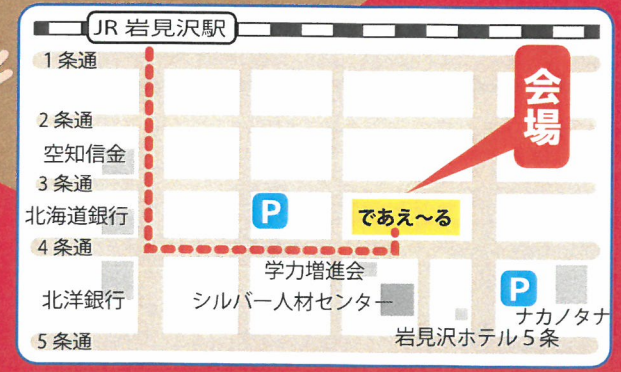 JR 岩見沢駅
1条通
会場
2条通
空知信金
3条通
北海道銀行
P
であえ〜る
4条通
学力増進会
北洋銀行
シルバー人材センター
P
ナカノタナ
岩見沢ホテル5条
5条通